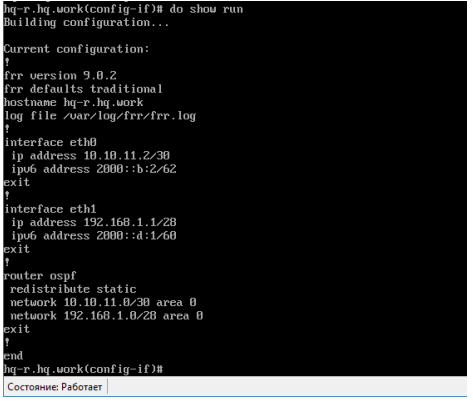 hq-r.hq.work(config-if)# do show run
Building configuration...
Current configuration:
!
frr version 9.0.2
frr defaults traditional
hostname hq-r.hq.work
log file /var/log/frr/frr.log
!
interface eth0
ip address 10.10.11.2/30
ipv6 address 2000::b:2/62
exit
!
interface eth1
ip address 192.168.1.1/28
ipv6 address 2000::d:1/60
exit
!
router ospf
redistribute static
network 10.10.11.0/30 area 0
network 192.168.1.0/28 area 0
exit
!
end
hq-r.hq.work(config-if)#
Состояние: Работает